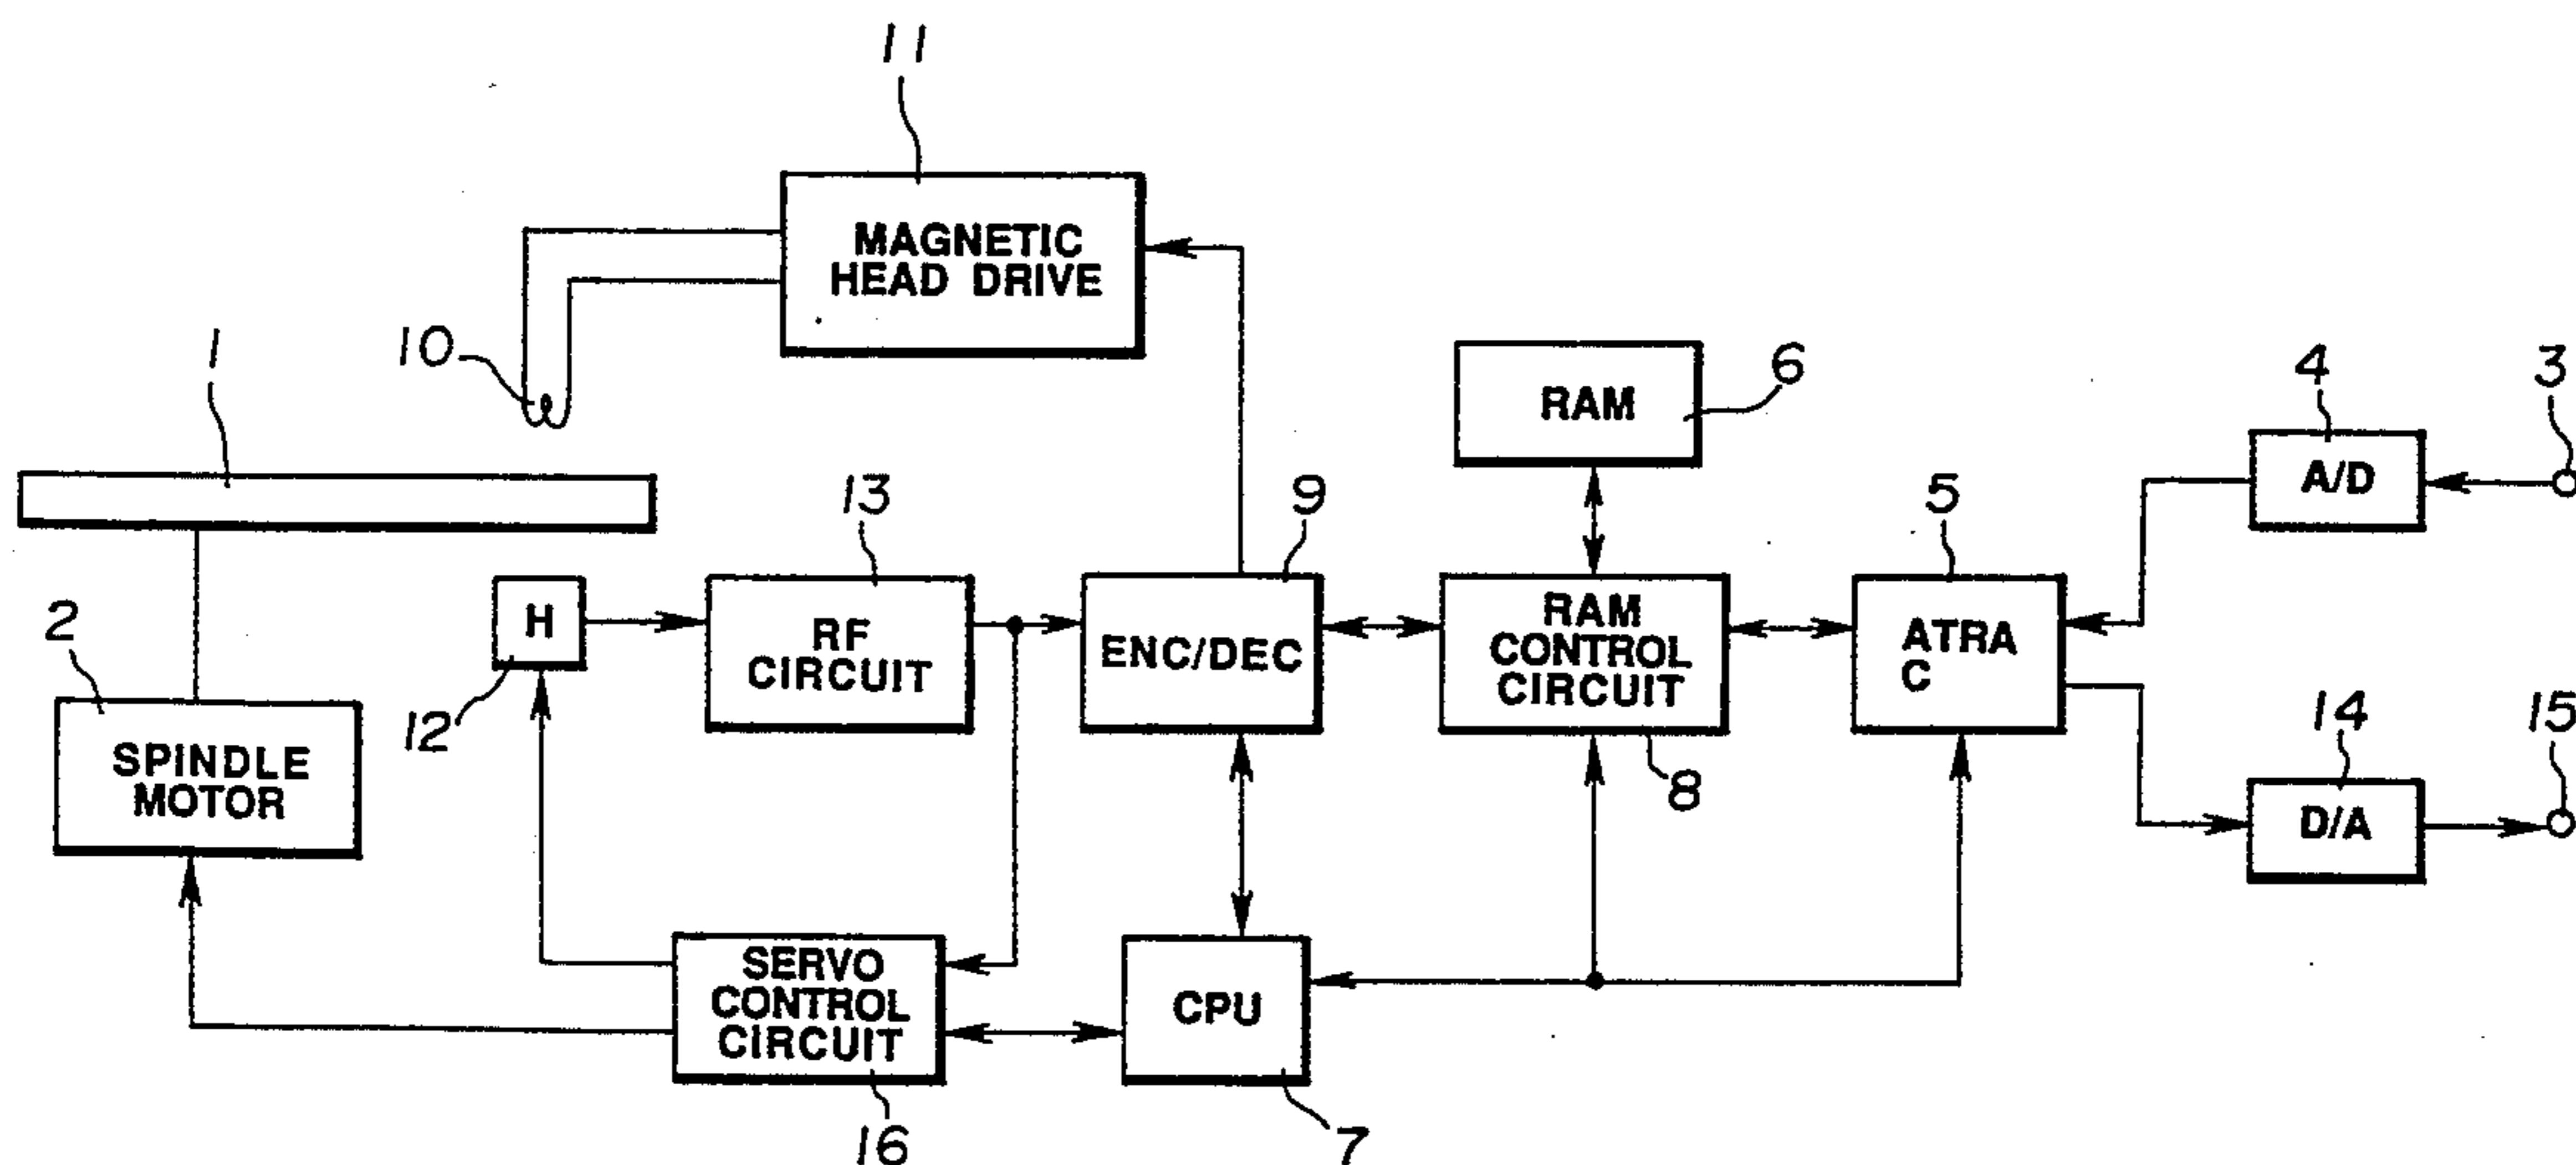 11
MAGNETIC
HEAD DRIVE
10
1
RAM
6
4
3
A/D
13
9
5
2
H
RF
CIRCUIT
ENC/DEC
RAM
CONTROL
CIRCUIT
ATRA
C
12
8
14
15
SPINDLE
MOTOR
D/A
SERVO
CONTROL
CIRCUIT
CPU
16
7